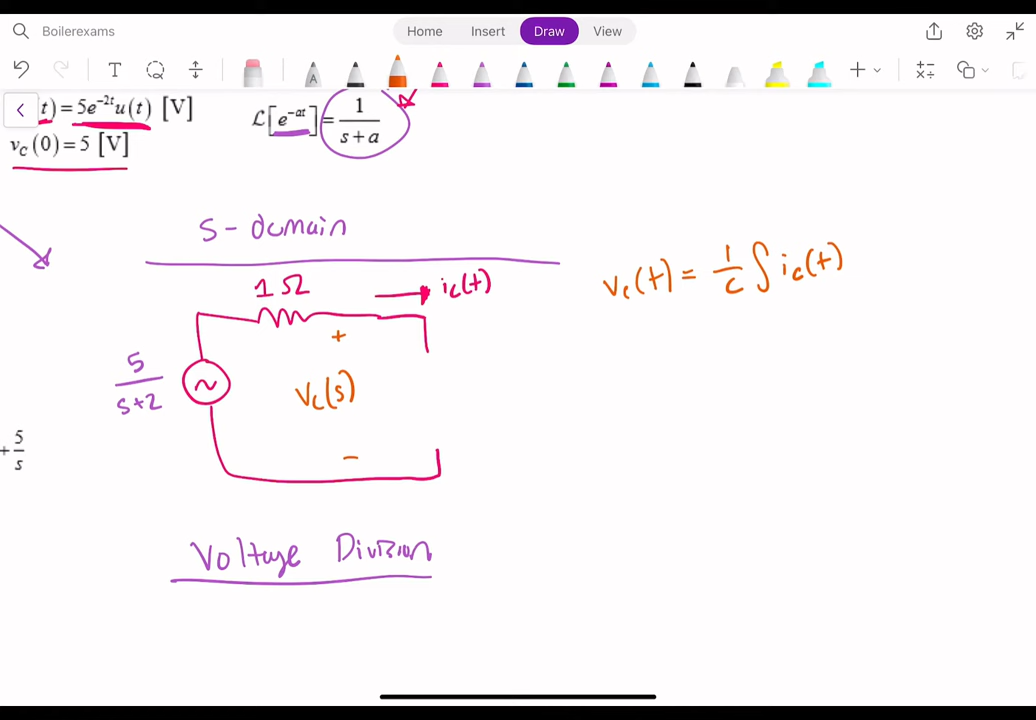 Boilerexams
Home Insert Draw View
t) = 5e^{-2t}u(t) [V]
v_C(0) = 5 [V]
ℒ[e^{-at}] = 1/(s+a)
S-domain
1 Ω
i_c(t)
v_c(t) = 1/C ∫ i_c(t)
+
5/(s+2)
~
V_c(s)
−
+ 5/s
Voltage Division